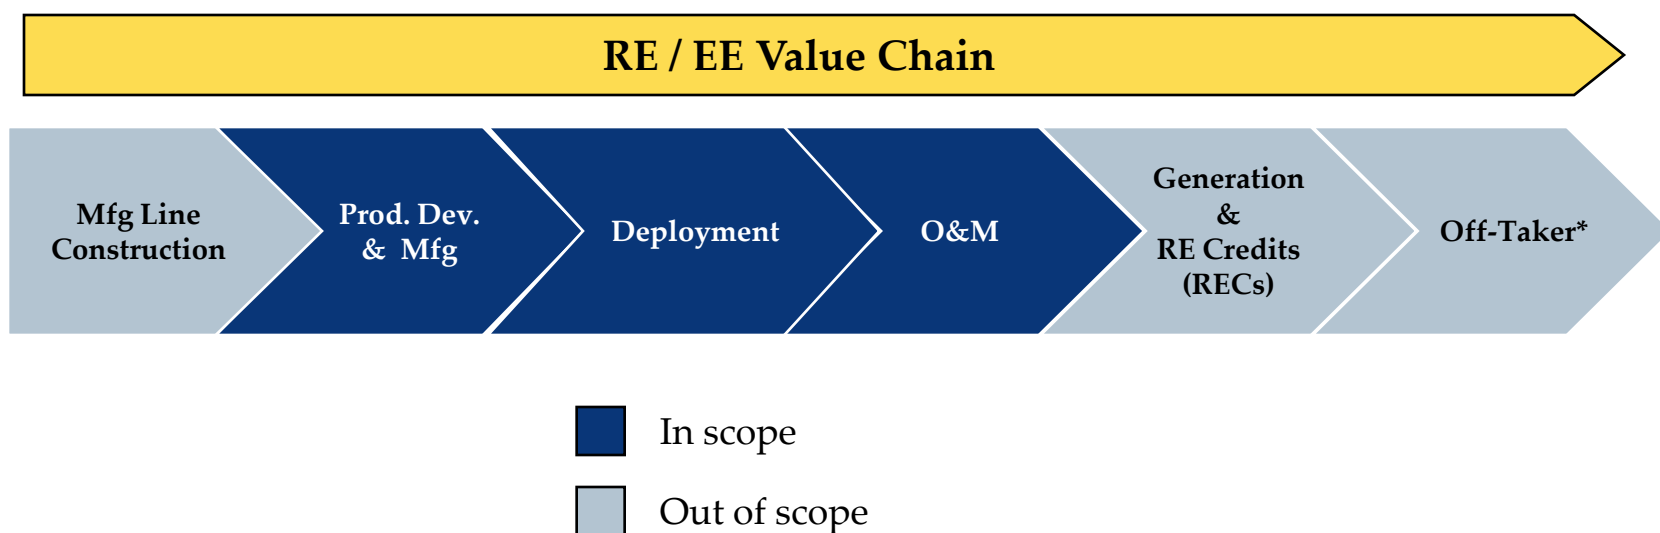 RE / EE Value Chain
Mfg Line
Construction
Prod. Dev.
& Mfg
Deployment
O&M
Generation
&
RE Credits
(RECs)
Off-Taker*
In scope
Out of scope